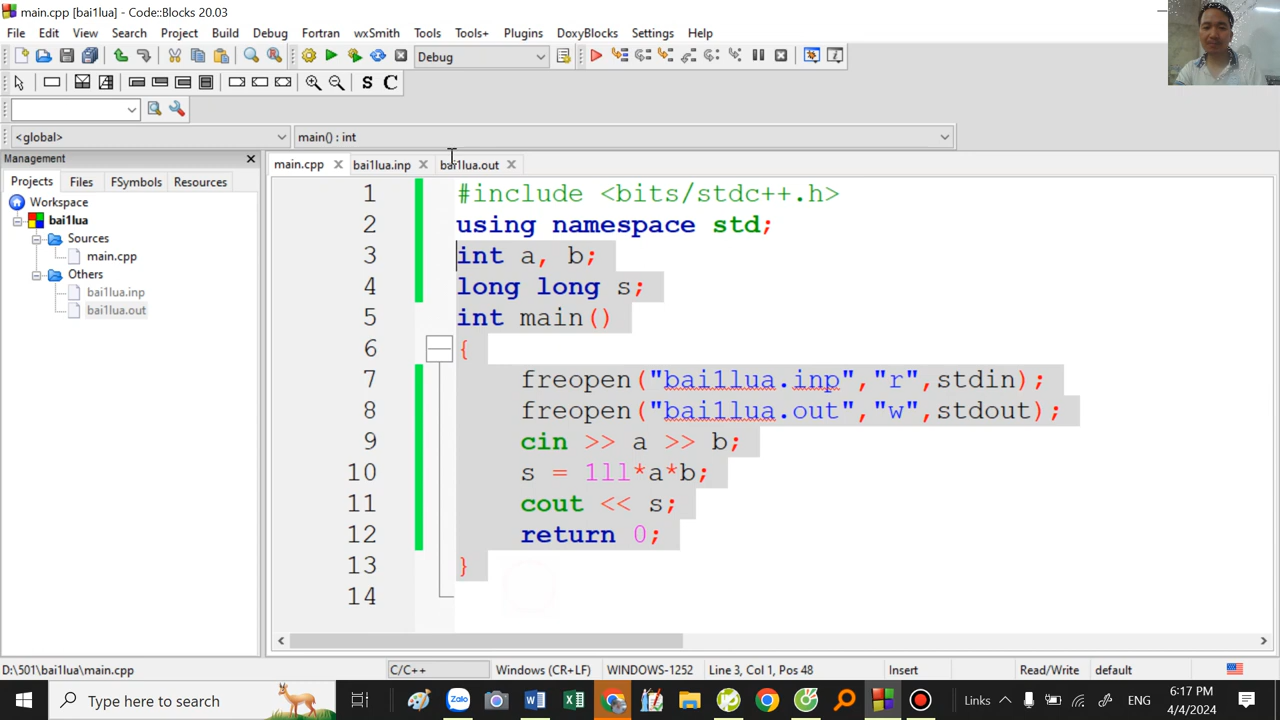 main.cpp [bai1lua] - Code::Blocks 20.03
File Edit View Search Project Build Debug Fortran wxSmith Tools Tools+ Plugins DoxyBlocks Settings Help
Debug
S C
<global> main() : int
Management
main.cpp bai1lua.inp bai1lua.out
Projects Files FSymbols Resources
Workspace
bai1lua
Sources
main.cpp
Others
bai1lua.inp
bai1lua.out
1 #include <bits/stdc++.h>
2 using namespace std;
3 int a, b;
4 long long s;
5 int main()
6 {
7 freopen("bai1lua.inp","r",stdin);
8 freopen("bai1lua.out","w",stdout);
9 cin >> a >> b;
10 s = 1ll*a*b;
11 cout << s;
12 return 0;
13 }
14
D:\501\bai1lua\main.cpp C/C++ Windows (CR+LF) WINDOWS-1252 Line 3, Col 1, Pos 48 Insert Read/Write default
Type here to search Links ENG 6:17 PM
4/4/2024